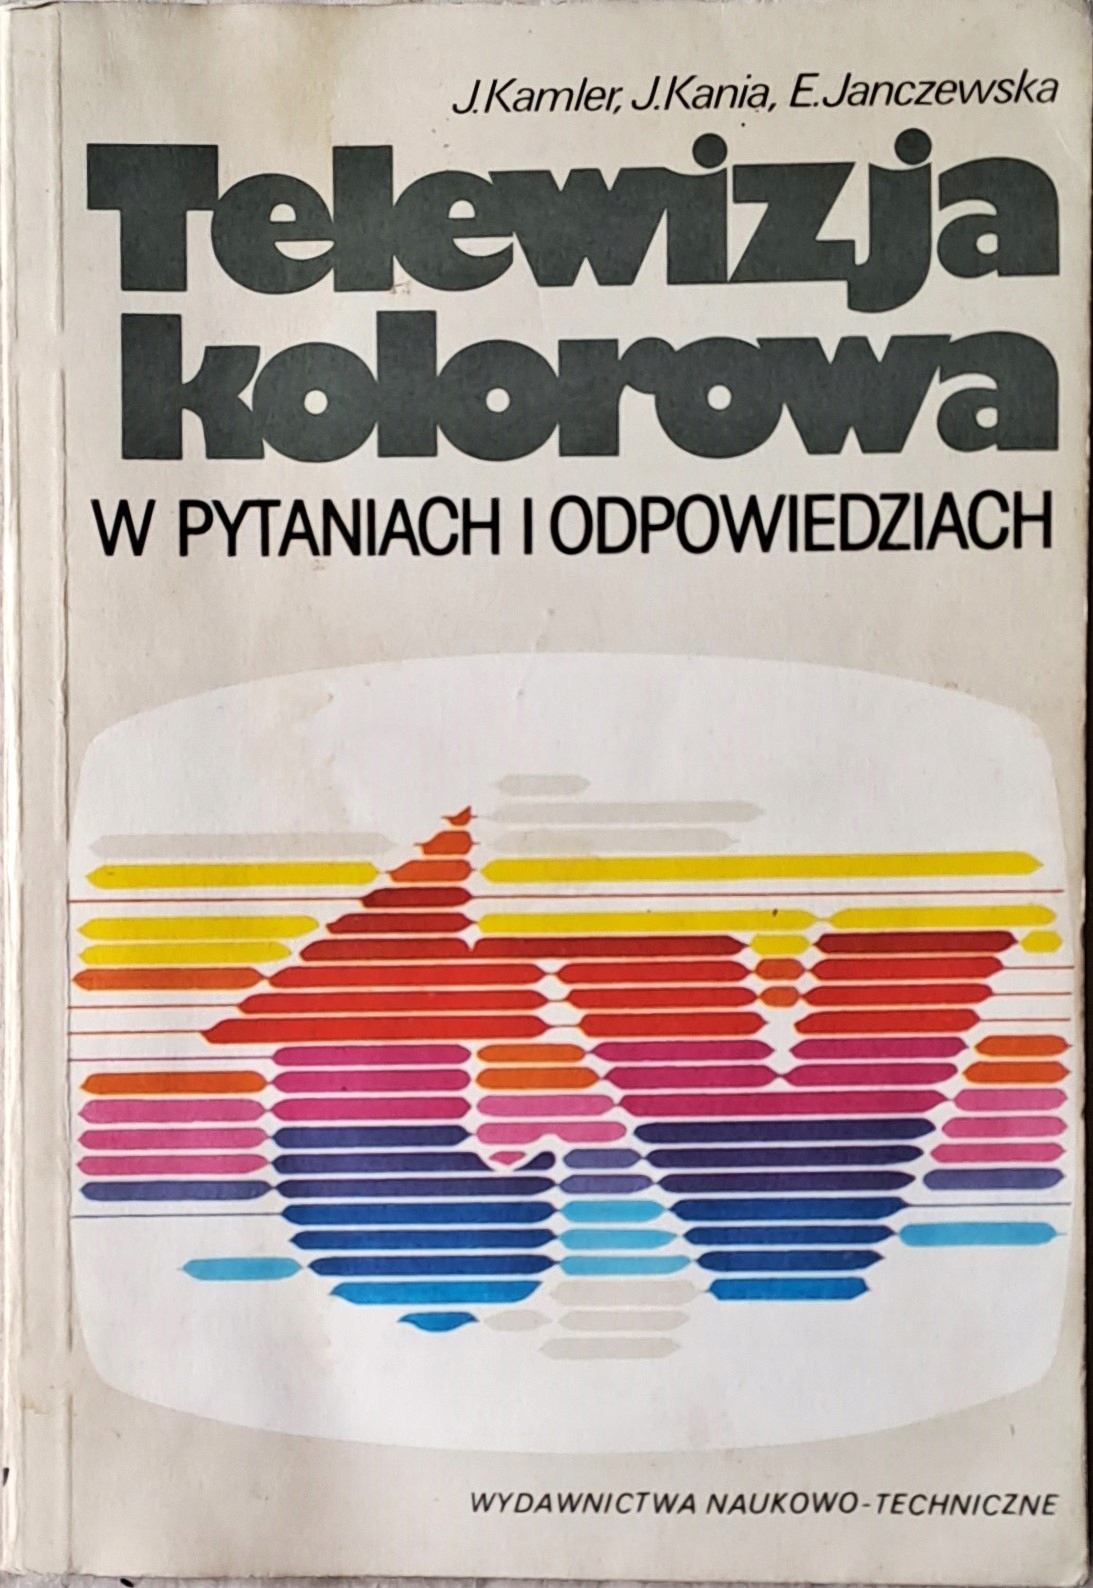 J.Kamler, J.Kania, E.Janczewska
Telewizja
kolorowa
W PYTANIACH I ODPOWIEDZIACH
WYDAWNICTWA NAUKOWO-TECHNICZNE